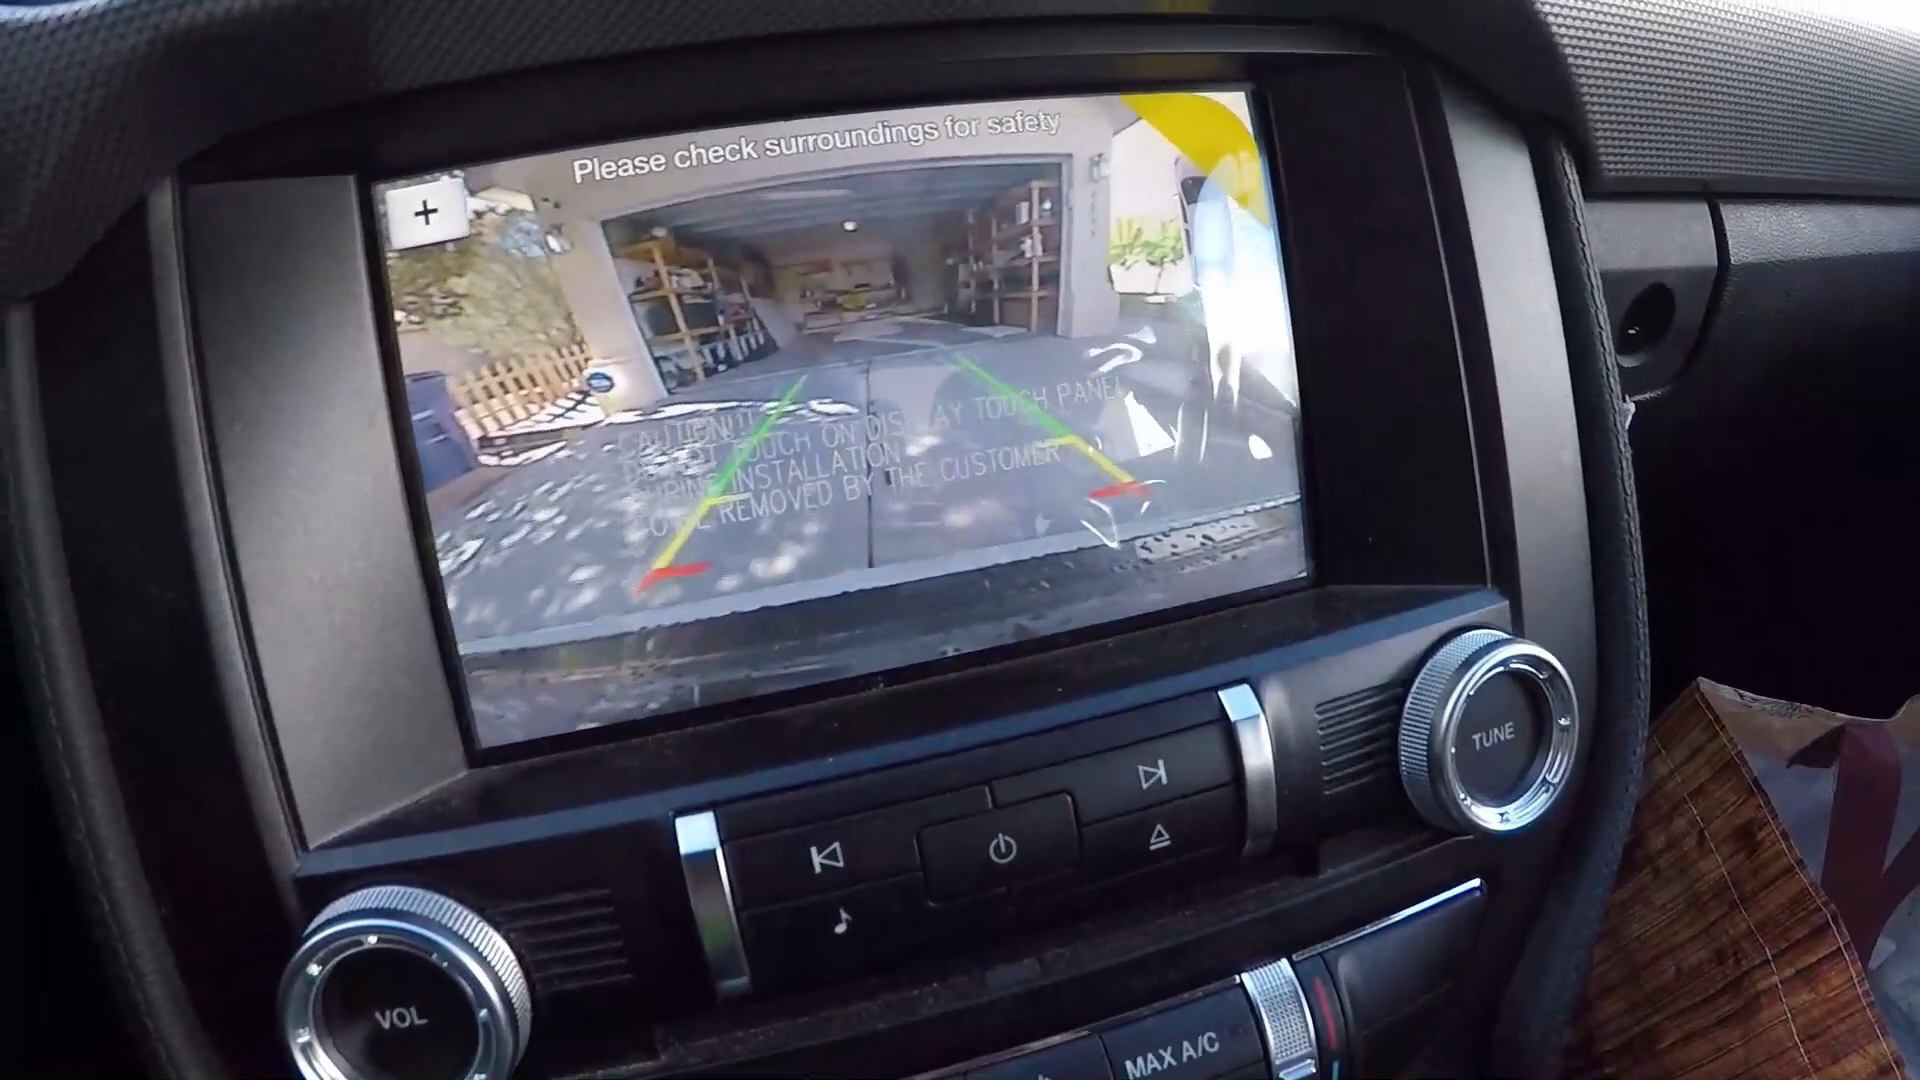 Please check surroundings for safety
+
CAUTION!!!
DO NOT TOUCH ON DISPLAY TOUCH PANEL
DURING INSTALLATION
TO BE REMOVED BY THE CUSTOMER
TUNE
VOL
MAX A/C